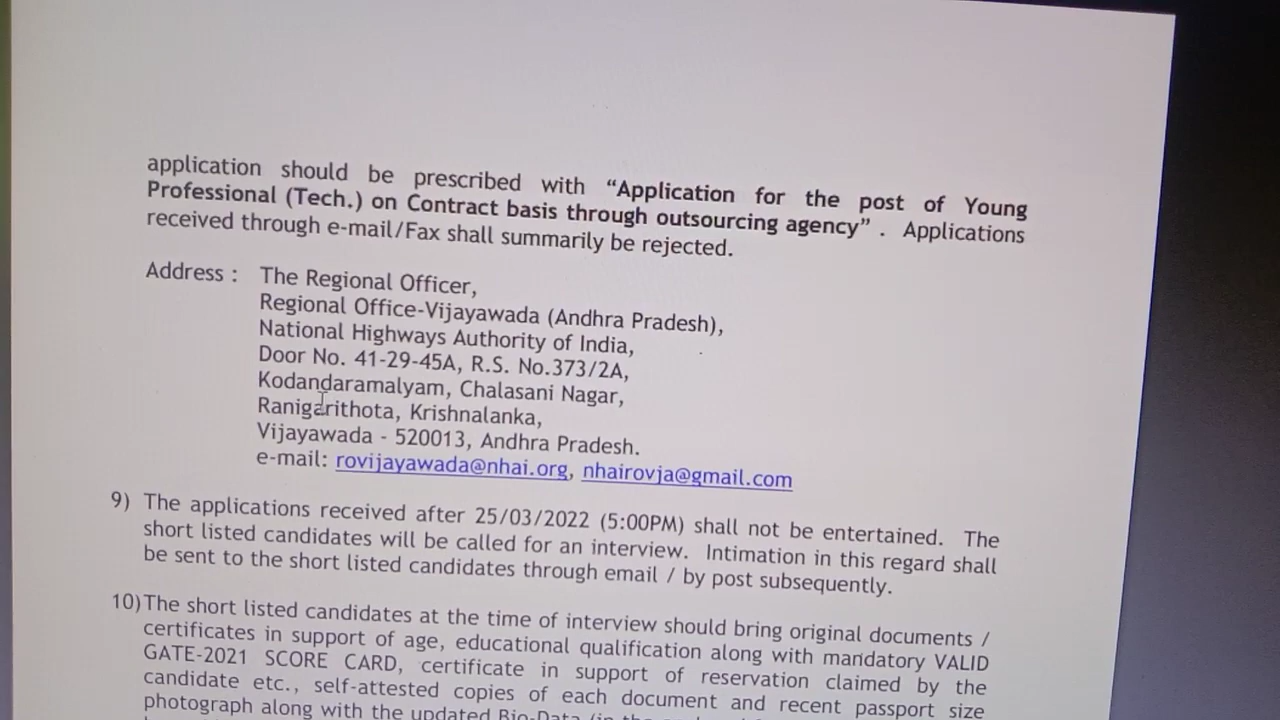 application should be prescribed with “Application for the post of Young
Professional (Tech.) on Contract basis through outsourcing agency” . Applications
received through e-mail/Fax shall summarily be rejected.
Address : The Regional Officer,
Regional Office-Vijayawada (Andhra Pradesh),
National Highways Authority of India,
Door No. 41-29-45A, R.S. No.373/2A,
Kodandaramalyam, Chalasani Nagar,
Ranigarithota, Krishnalanka,
Vijayawada - 520013, Andhra Pradesh.
e-mail: rovijayawada@nhai.org, nhairovja@gmail.com
9) The applications received after 25/03/2022 (5:00PM) shall not be entertained. The
short listed candidates will be called for an interview. Intimation in this regard shall
be sent to the short listed candidates through email / by post subsequently.
10)The short listed candidates at the time of interview should bring original documents /
certificates in support of age, educational qualification along with mandatory VALID
GATE-2021 SCORE CARD, certificate in support of reservation claimed by the
candidate etc., self-attested copies of each document and recent passport size
photograph along with the updated Bio-Data (in the